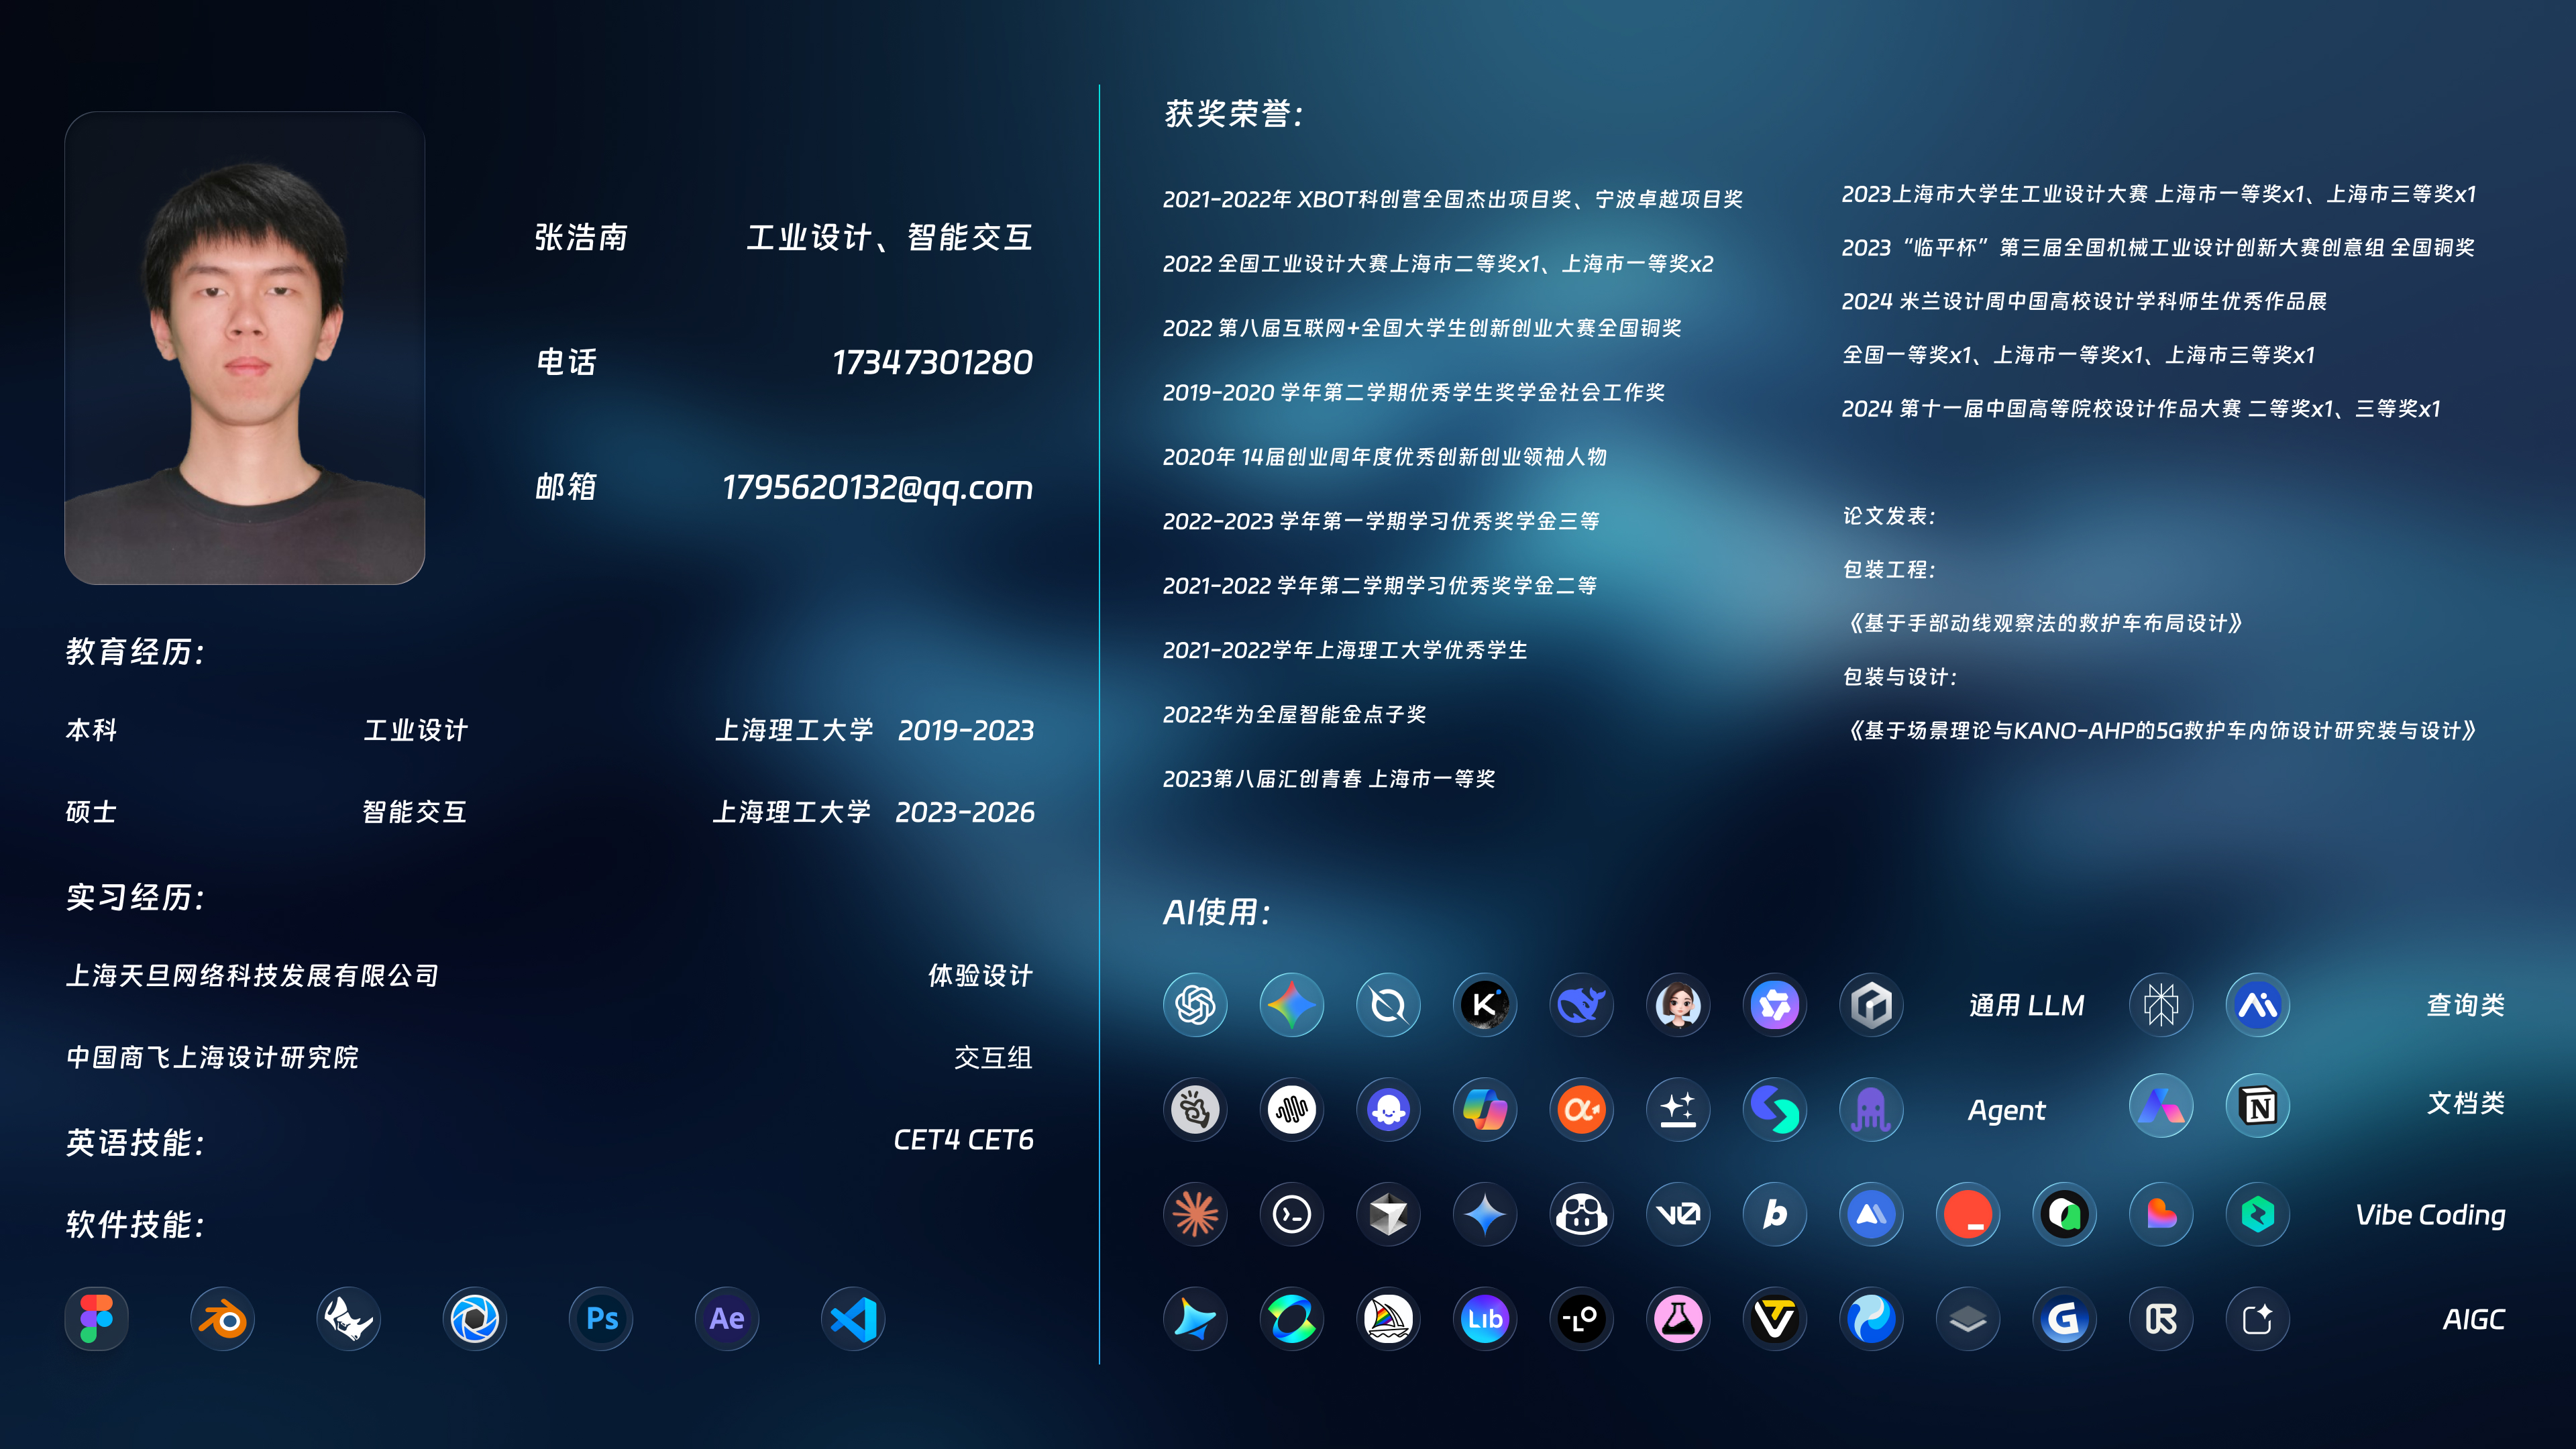 张浩南 工业设计、智能交互
电话 17347301280
邮箱 1795620132@qq.com
教育经历：
本科 工业设计 上海理工大学 2019-2023
硕士 智能交互 上海理工大学 2023-2026
实习经历：
上海天旦网络科技发展有限公司 体验设计
中国商飞上海设计研究院 交互组
英语技能： CET4 CET6
软件技能：
Ps Ae
获奖荣誉：
2021-2022年 XBOT科创营全国杰出项目奖、宁波卓越项目奖
2022 全国工业设计大赛上海市二等奖x1、上海市一等奖x2
2022 第八届互联网+全国大学生创新创业大赛全国铜奖
2019-2020 学年第二学期优秀学生奖学金社会工作奖
2020年 14届创业周年度优秀创新创业领袖人物
2022-2023 学年第一学期学习优秀奖学金三等
2021-2022 学年第二学期学习优秀奖学金二等
2021-2022学年上海理工大学优秀学生
2022华为全屋智能金点子奖
2023第八届汇创青春 上海市一等奖
2023上海市大学生工业设计大赛 上海市一等奖x1、上海市三等奖x1
2023“临平杯”第三届全国机械工业设计创新大赛创意组 全国铜奖
2024 米兰设计周中国高校设计学科师生优秀作品展
全国一等奖x1、上海市一等奖x1、上海市三等奖x1
2024 第十一届中国高等院校设计作品大赛 二等奖x1、三等奖x1
论文发表：
包装工程：
《基于手部动线观察法的救护车布局设计》
包装与设计：
《基于场景理论与KANO-AHP的5G救护车内饰设计研究装与设计》
AI使用：
K 通用 LLM 查询类
Agent N 文档类
v0 b Vibe Coding
Lib G AIGC